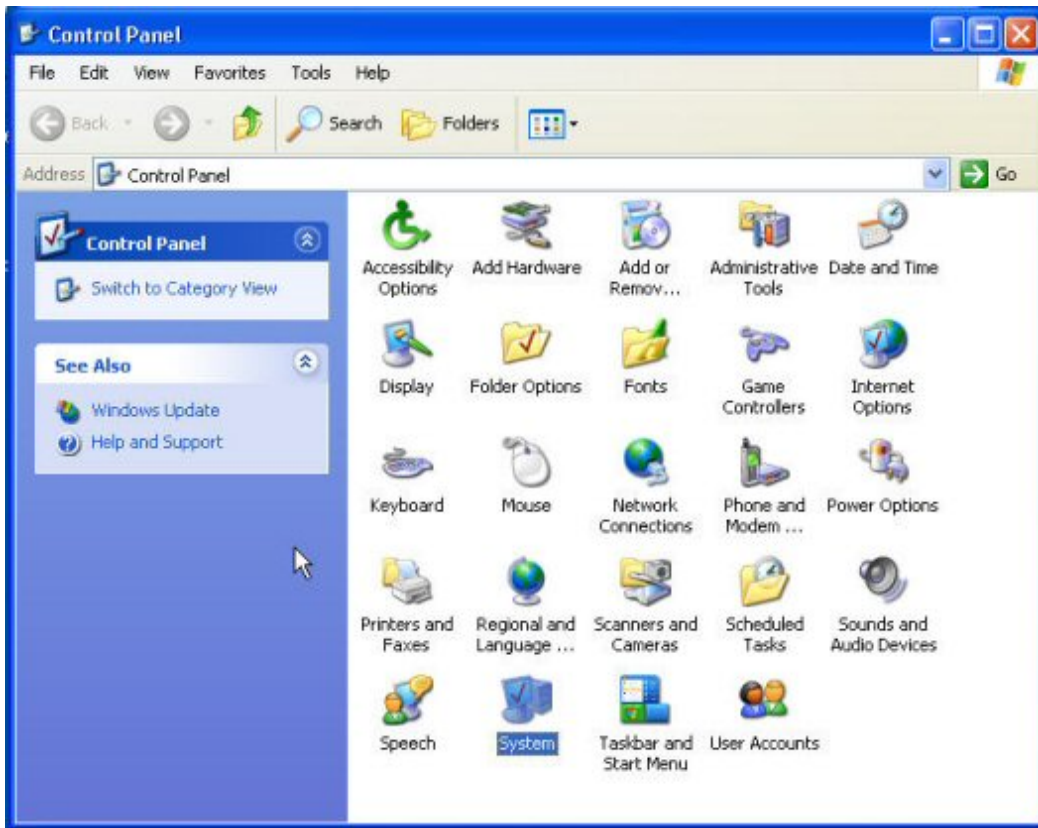 Control Panel
File Edit View Favorites Tools Help
Back Search Folders
Address Control Panel Go
Control Panel
Switch to Category View
See Also
Windows Update
Help and Support
Accessibility Options
Add Hardware
Add or Remov...
Administrative Tools
Date and Time
Display
Folder Options
Fonts
Game Controllers
Internet Options
Keyboard
Mouse
Network Connections
Phone and Modem ...
Power Options
Printers and Faxes
Regional and Language ...
Scanners and Cameras
Scheduled Tasks
Sounds and Audio Devices
Speech
System
Taskbar and Start Menu
User Accounts